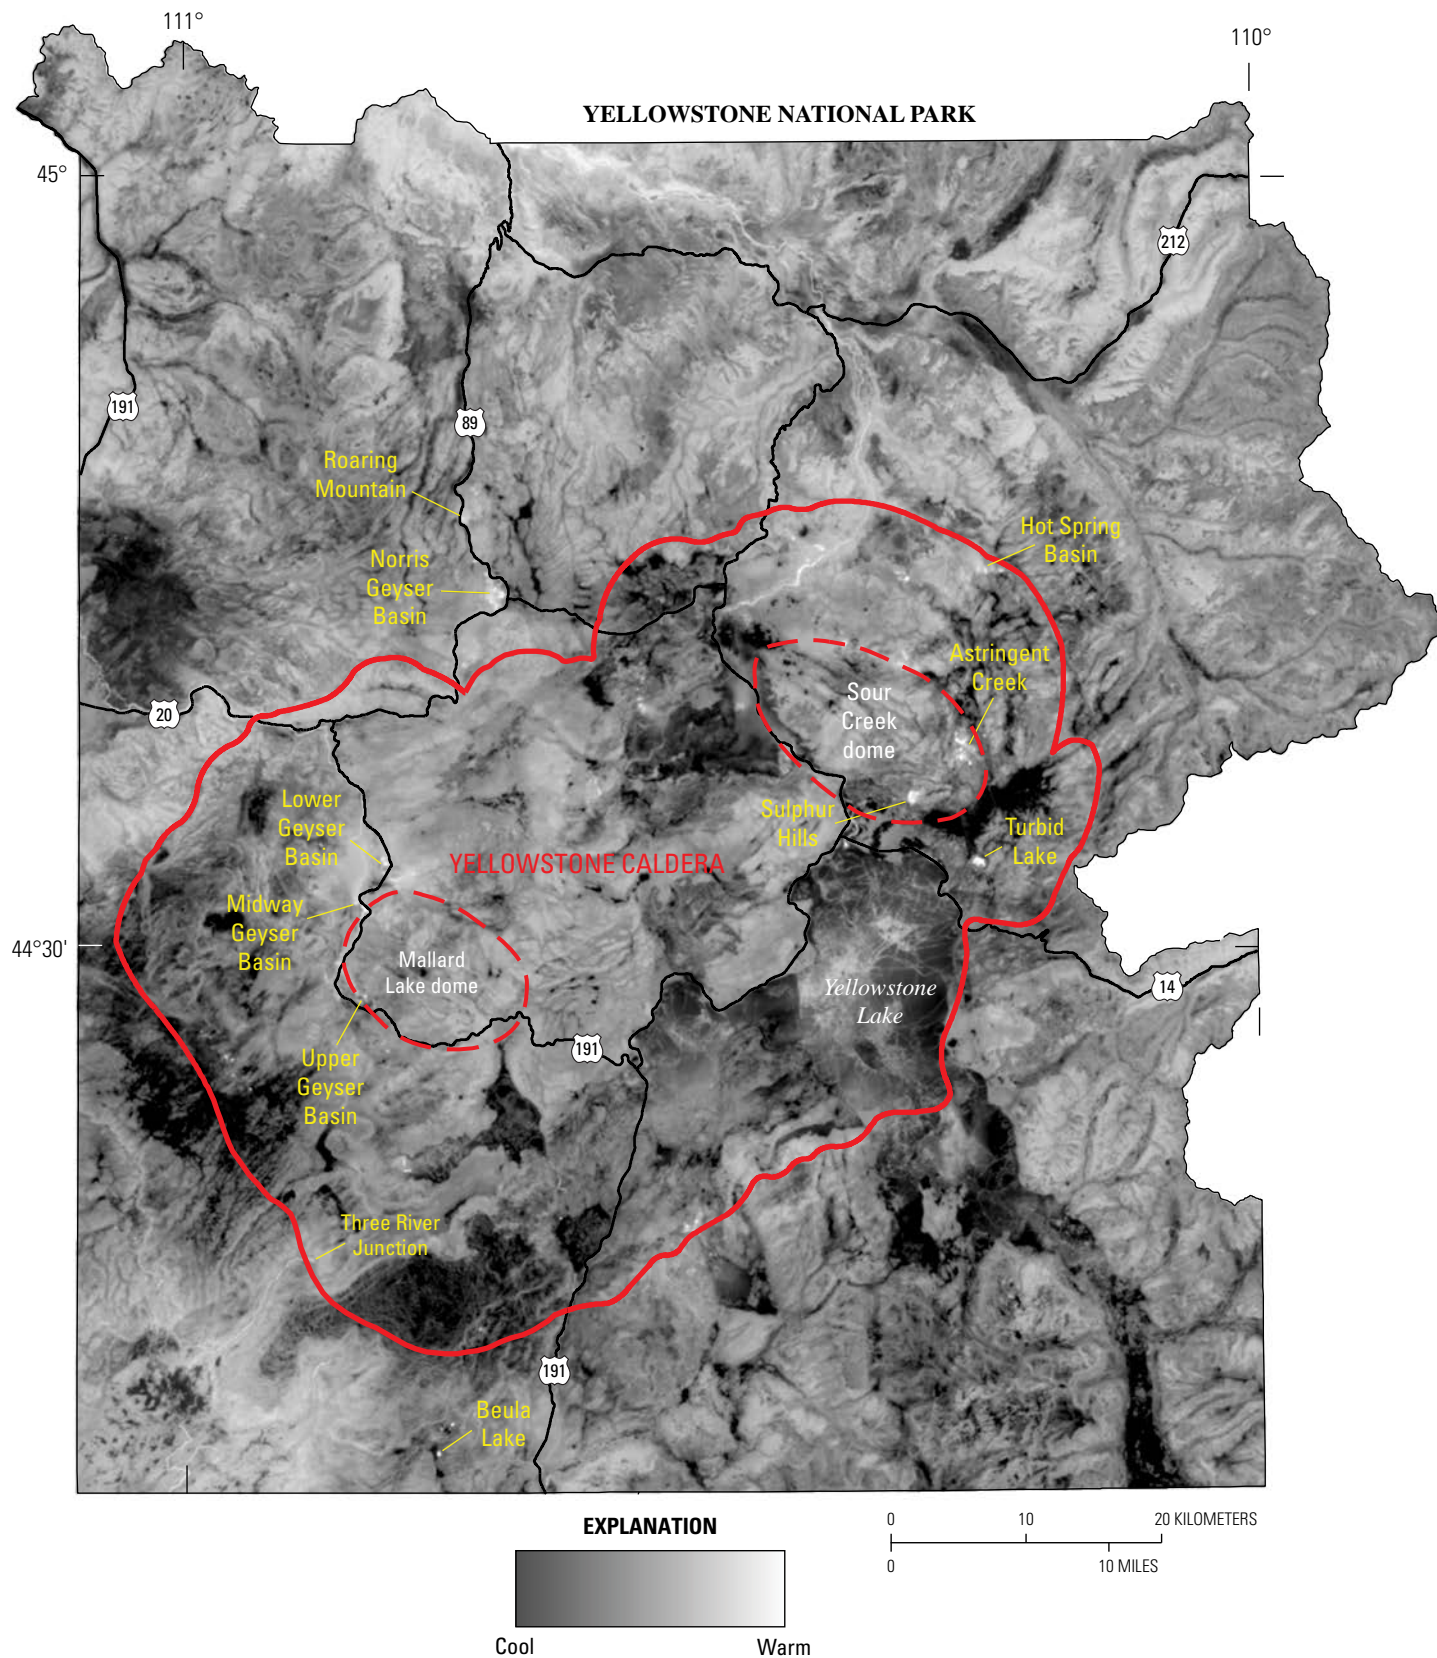 111°
110°
YELLOWSTONE NATIONAL PARK
45°
212
191
89
Roaring
Mountain
Hot Spring
Basin
Norris
Geyser
Basin
Astringent
Creek
Sour
Creek
dome
20
Lower
Geyser
Basin
Sulphur
Hills
Turbid
Lake
YELLOWSTONE CALDERA
Midway
Geyser
Basin
44°30'
Mallard
Lake dome
Yellowstone
Lake
14
191
Upper
Geyser
Basin
Three River
Junction
191
Beula
Lake
EXPLANATION
Cool
Warm
0
10
20 KILOMETERS
0
10 MILES